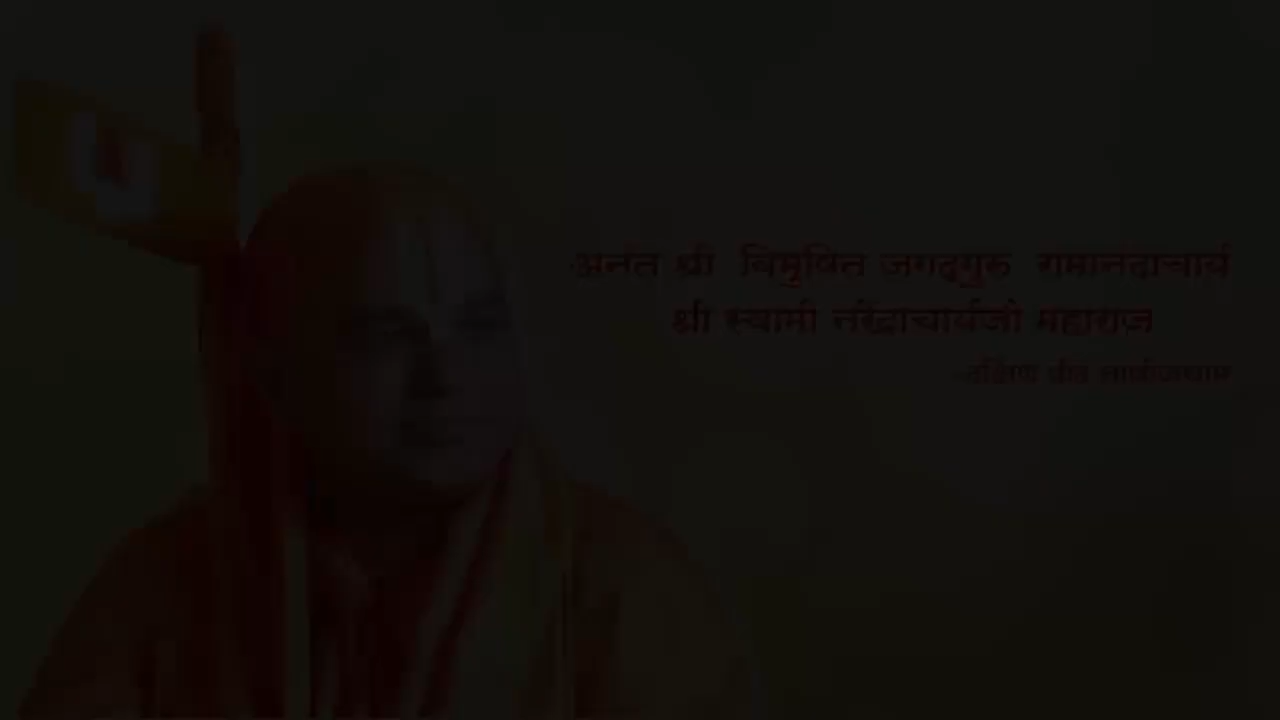 अनंत श्री विभूषित जगद्गुरु रामानंदाचार्य
श्री स्वामी नरेंद्राचार्यजी महाराज